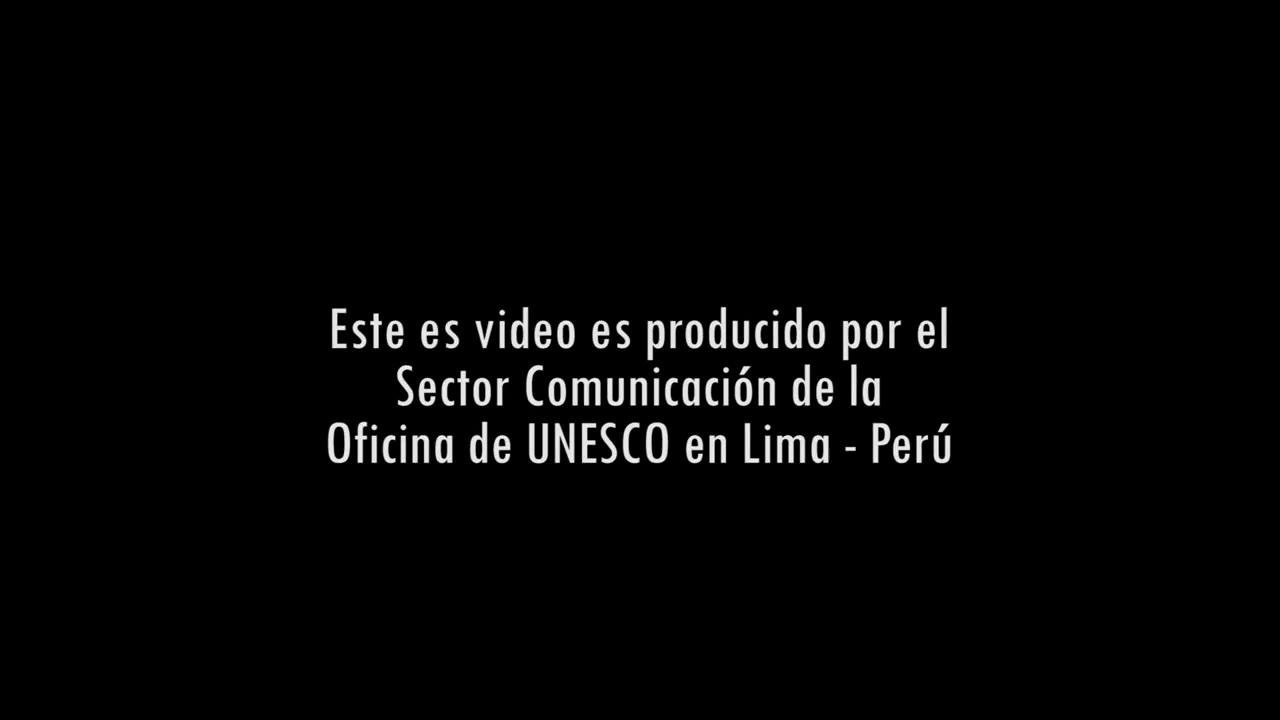 Este es video es producido por el
Sector Comunicación de la
Oficina de UNESCO en Lima - Perú